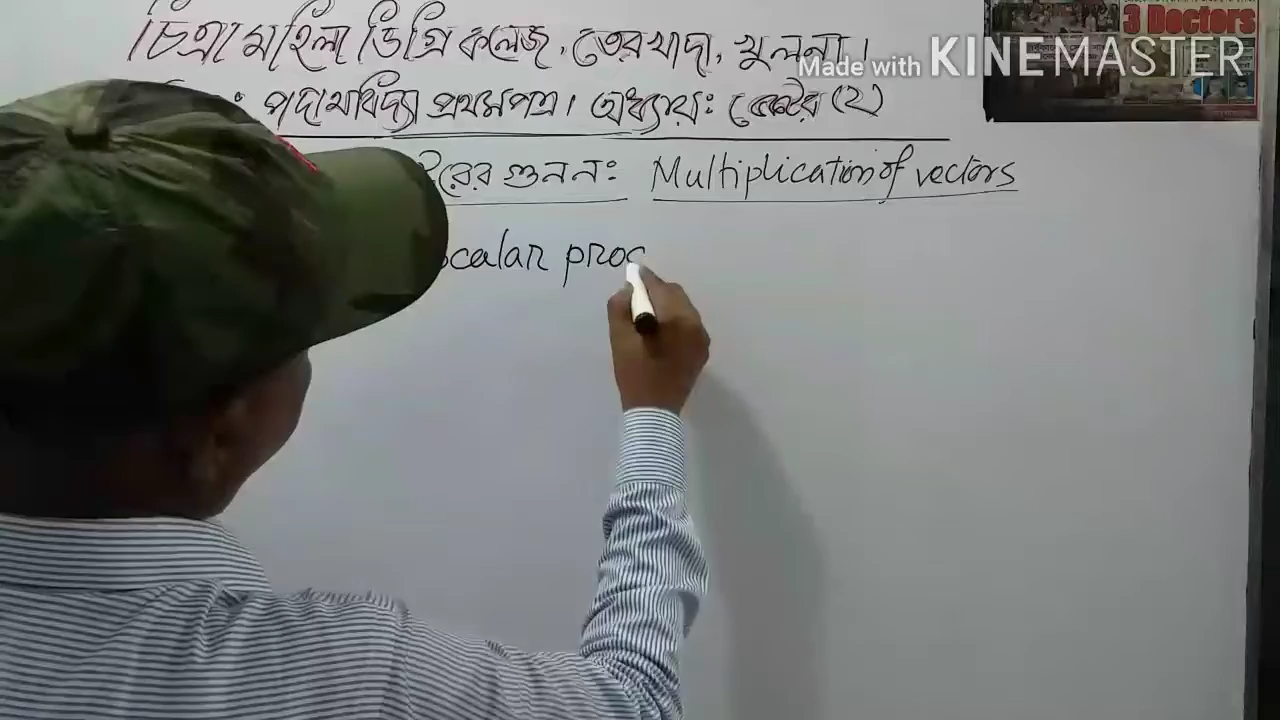 চিত্রা মহিলা ডিগ্রি কলেজ, তেরখাদা, খুলনা।
Made with KINEMASTER
3 Doctors
: পদার্থবিদ্যা প্রথমপত্র। অধ্যায়ঃ ভেক্টর (২)
রের গুননঃ Multiplication of vectors
scalar proc